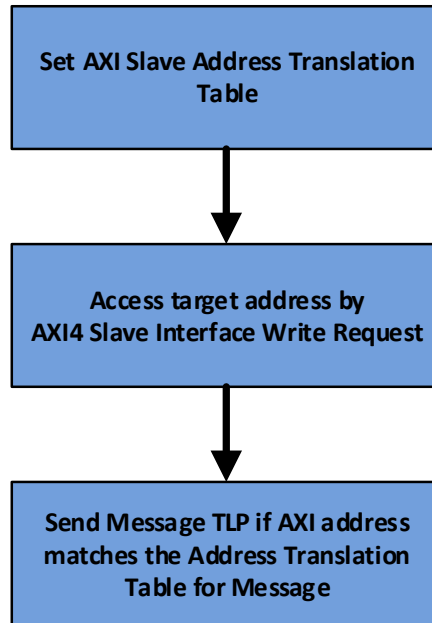 Set AXI Slave Address Translation
Table
Access target address by
AXI4 Slave Interface Write Request
Send Message TLP if AXI address
matches the Address Translation
Table for Message